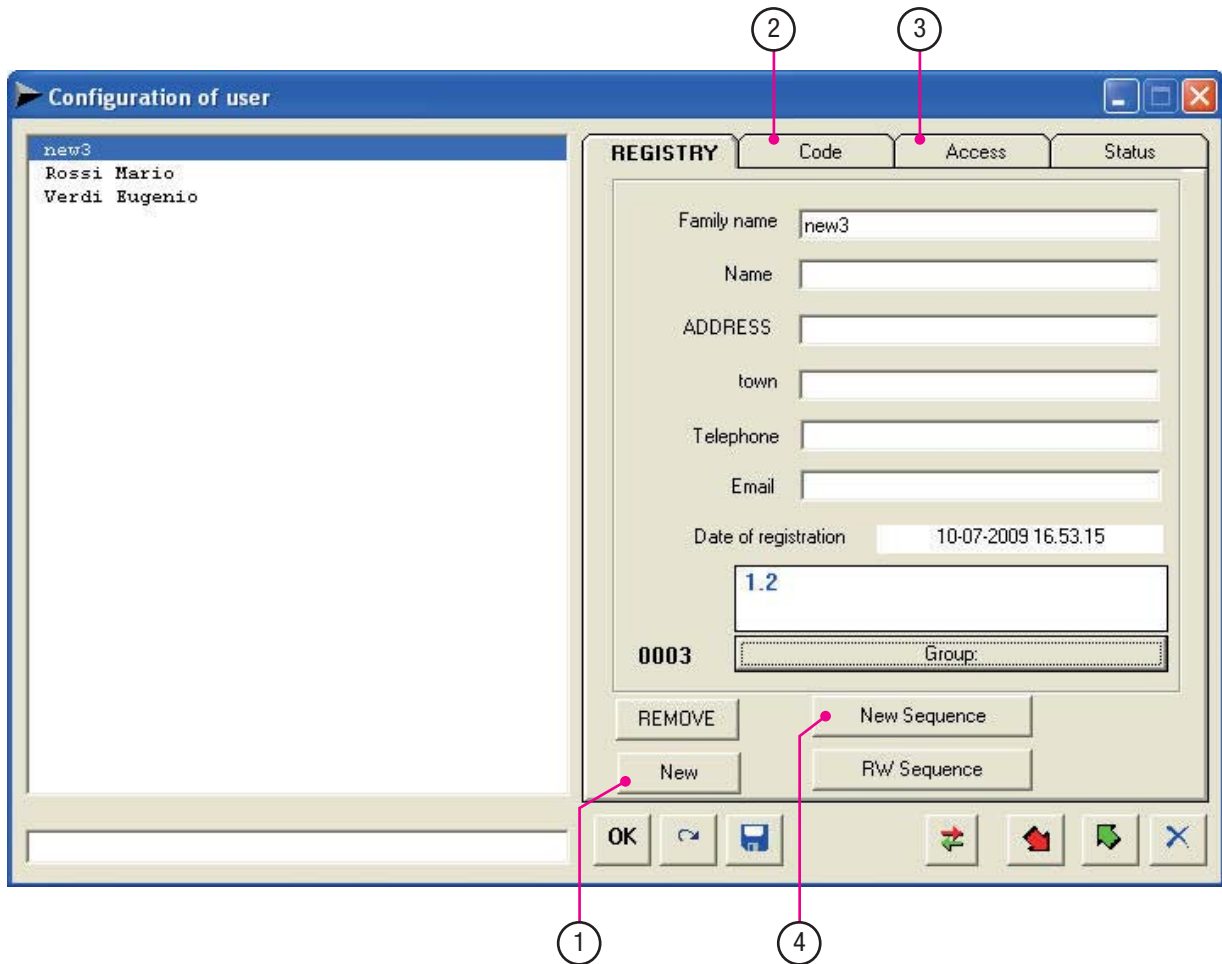 2
3
Configuration of user
new3
Rossi Mario
Verdi Eugenio
REGISTRY
Code
Access
Status
Family name
new3
Name
ADDRESS
town
Telephone
Email
Date of registration
10-07-2009 16.53.15
1.2
0003
Group:
REMOVE
New Sequence
New
RW Sequence
OK
1
4